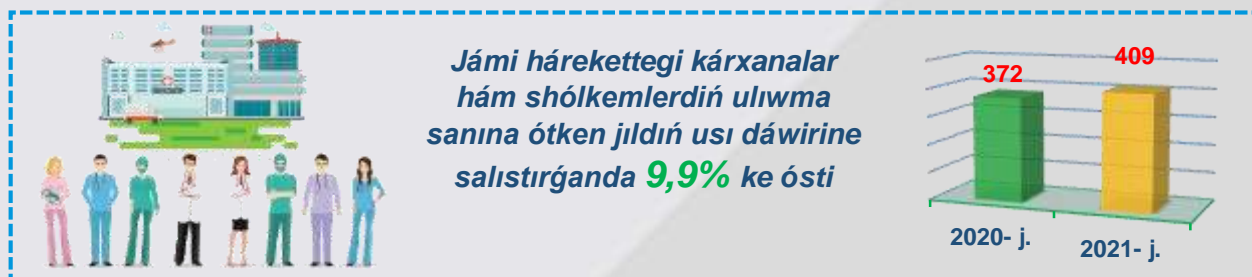 Jámi hárekettegi kárxanalar
hám shólkemlerdiń ulıwma
sanına ótken jıldıń usı dáwirine
salıstırǵanda 9,9% ke ósti
372
409
2020- j.
2021- j.